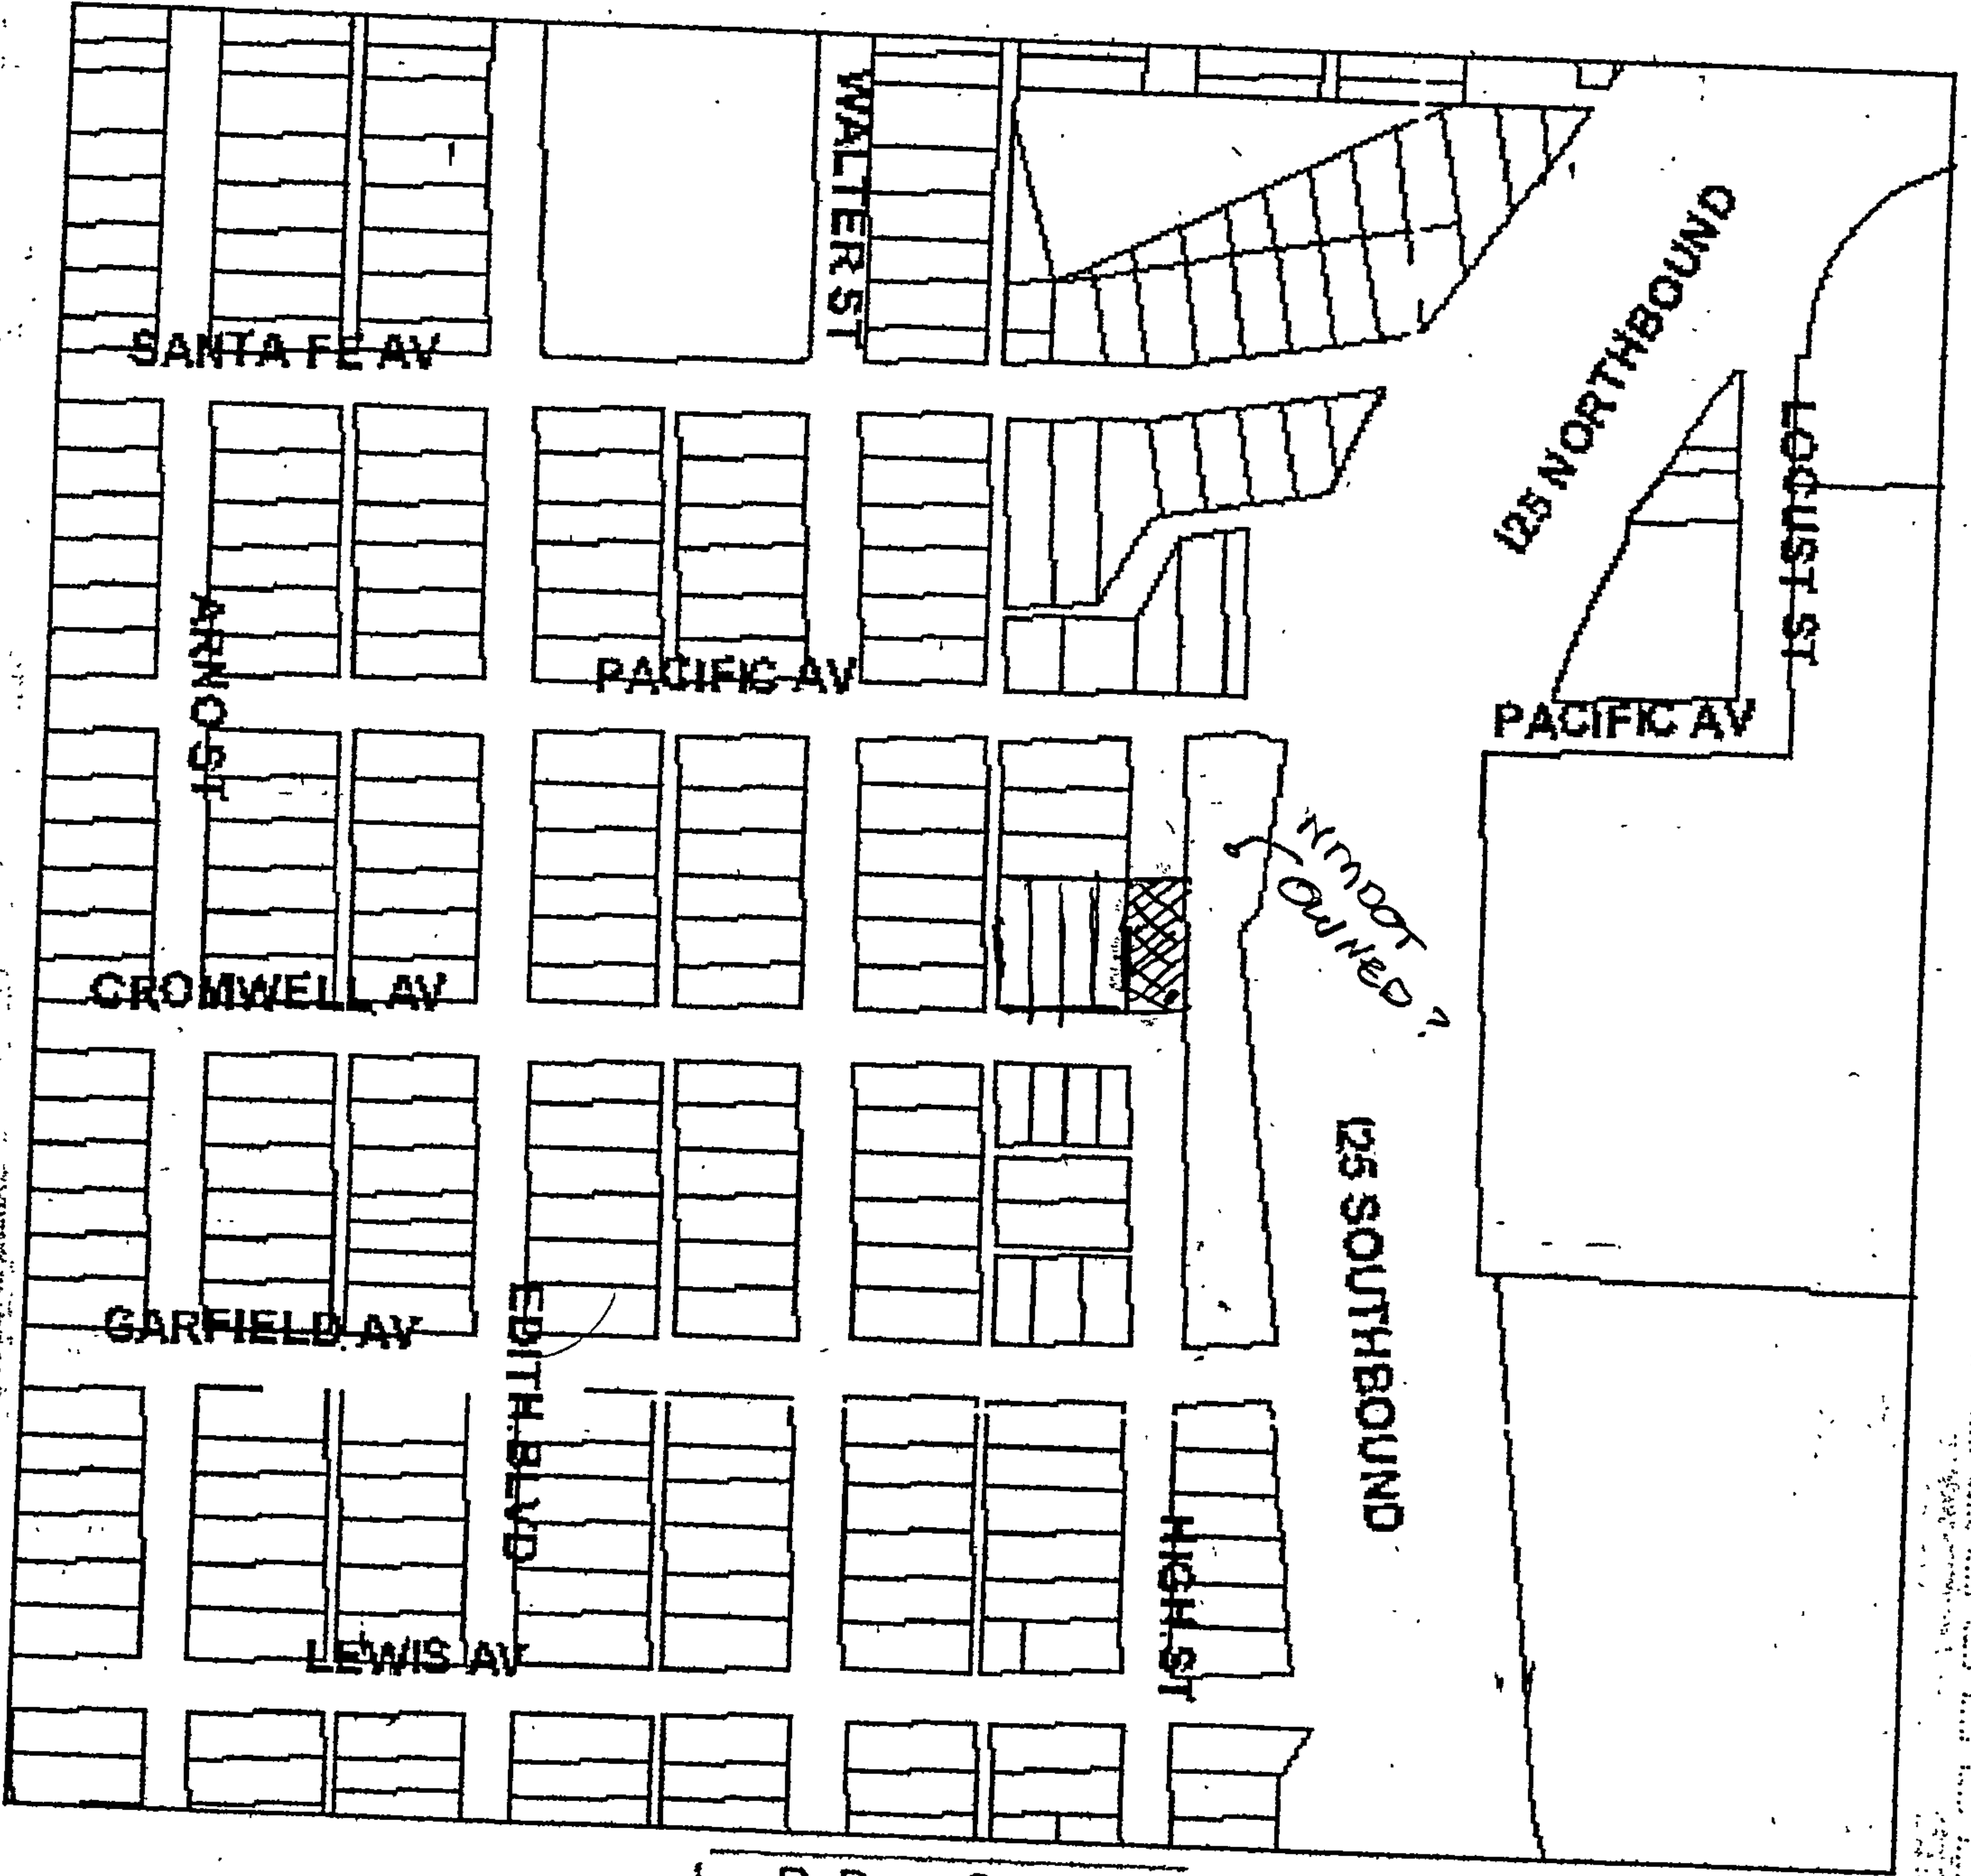 WALTER ST
I25 NORTHBOUND
SANTA FE AV
LOCUST ST
ARNO ST
PACIFIC AV
PACIFIC AV
NMDOT
OWNED?
CROMWELL AV
I25 SOUTHBOUND
GARFIELD AV
EDITH BLVD
HIGH ST
LEWIS AV